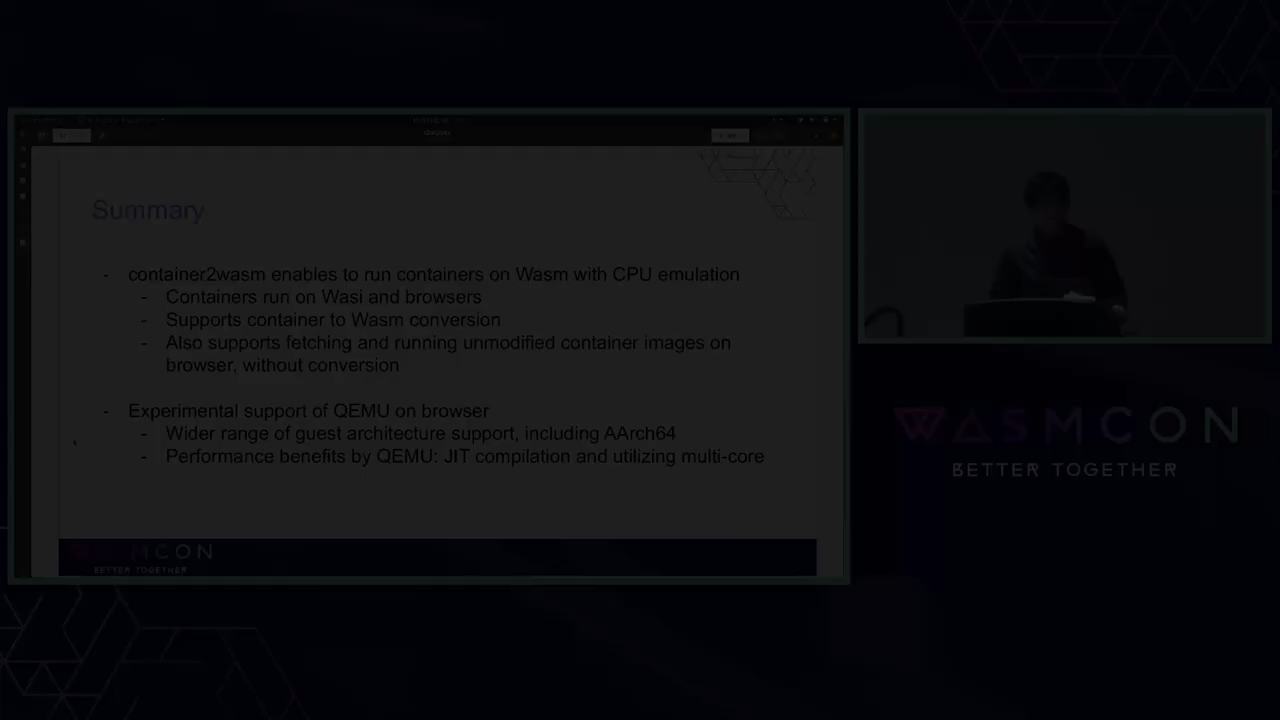 Summary
- container2wasm enables to run containers on Wasm with CPU emulation
- Containers run on Wasi and browsers
- Supports container to Wasm conversion
- Also supports fetching and running unmodified container images on
browser, without conversion
- Experimental support of QEMU on browser
- Wider range of guest architecture support, including AArch64
- Performance benefits by QEMU: JIT compilation and utilizing multi-core
MCON
BETTER TOGETHER
WASMCON
BETTER TOGETHER